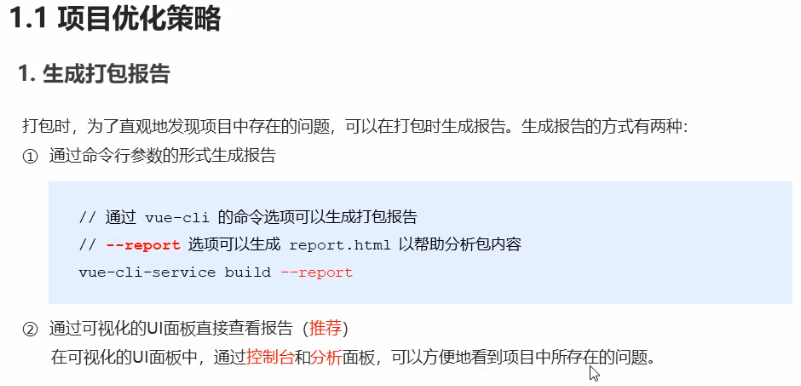 1.1 项目优化策略
1. 生成打包报告
打包时，为了直观地发现项目中存在的问题，可以在打包时生成报告。生成报告的方式有两种：
① 通过命令行参数的形式生成报告
// 通过 vue-cli 的命令选项可以生成打包报告
// --report 选项可以生成 report.html 以帮助分析包内容
vue-cli-service build --report
② 通过可视化的UI面板直接查看报告（推荐）
在可视化的UI面板中，通过控制台和分析面板，可以方便地看到项目中所存在的问题。